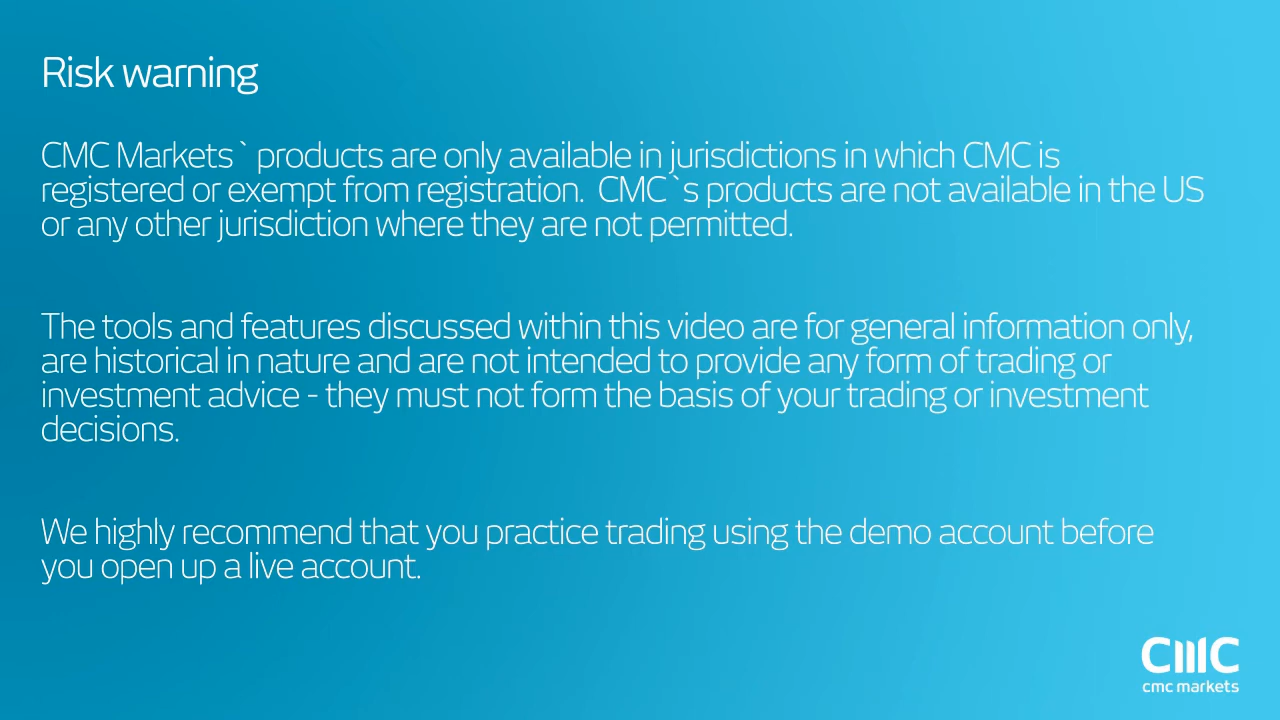 Risk warning
CMC Markets` products are only available in jurisdictions in which CMC is
registered or exempt from registration.  CMC`s products are not available in the US
or any other jurisdiction where they are not permitted.
The tools and features discussed within this video are for general information only,
are historical in nature and are not intended to provide any form of trading or
investment advice - they must not form the basis of your trading or investment
decisions.
We highly recommend that you practice trading using the demo account before
you open up a live account.
CMC
cmc markets